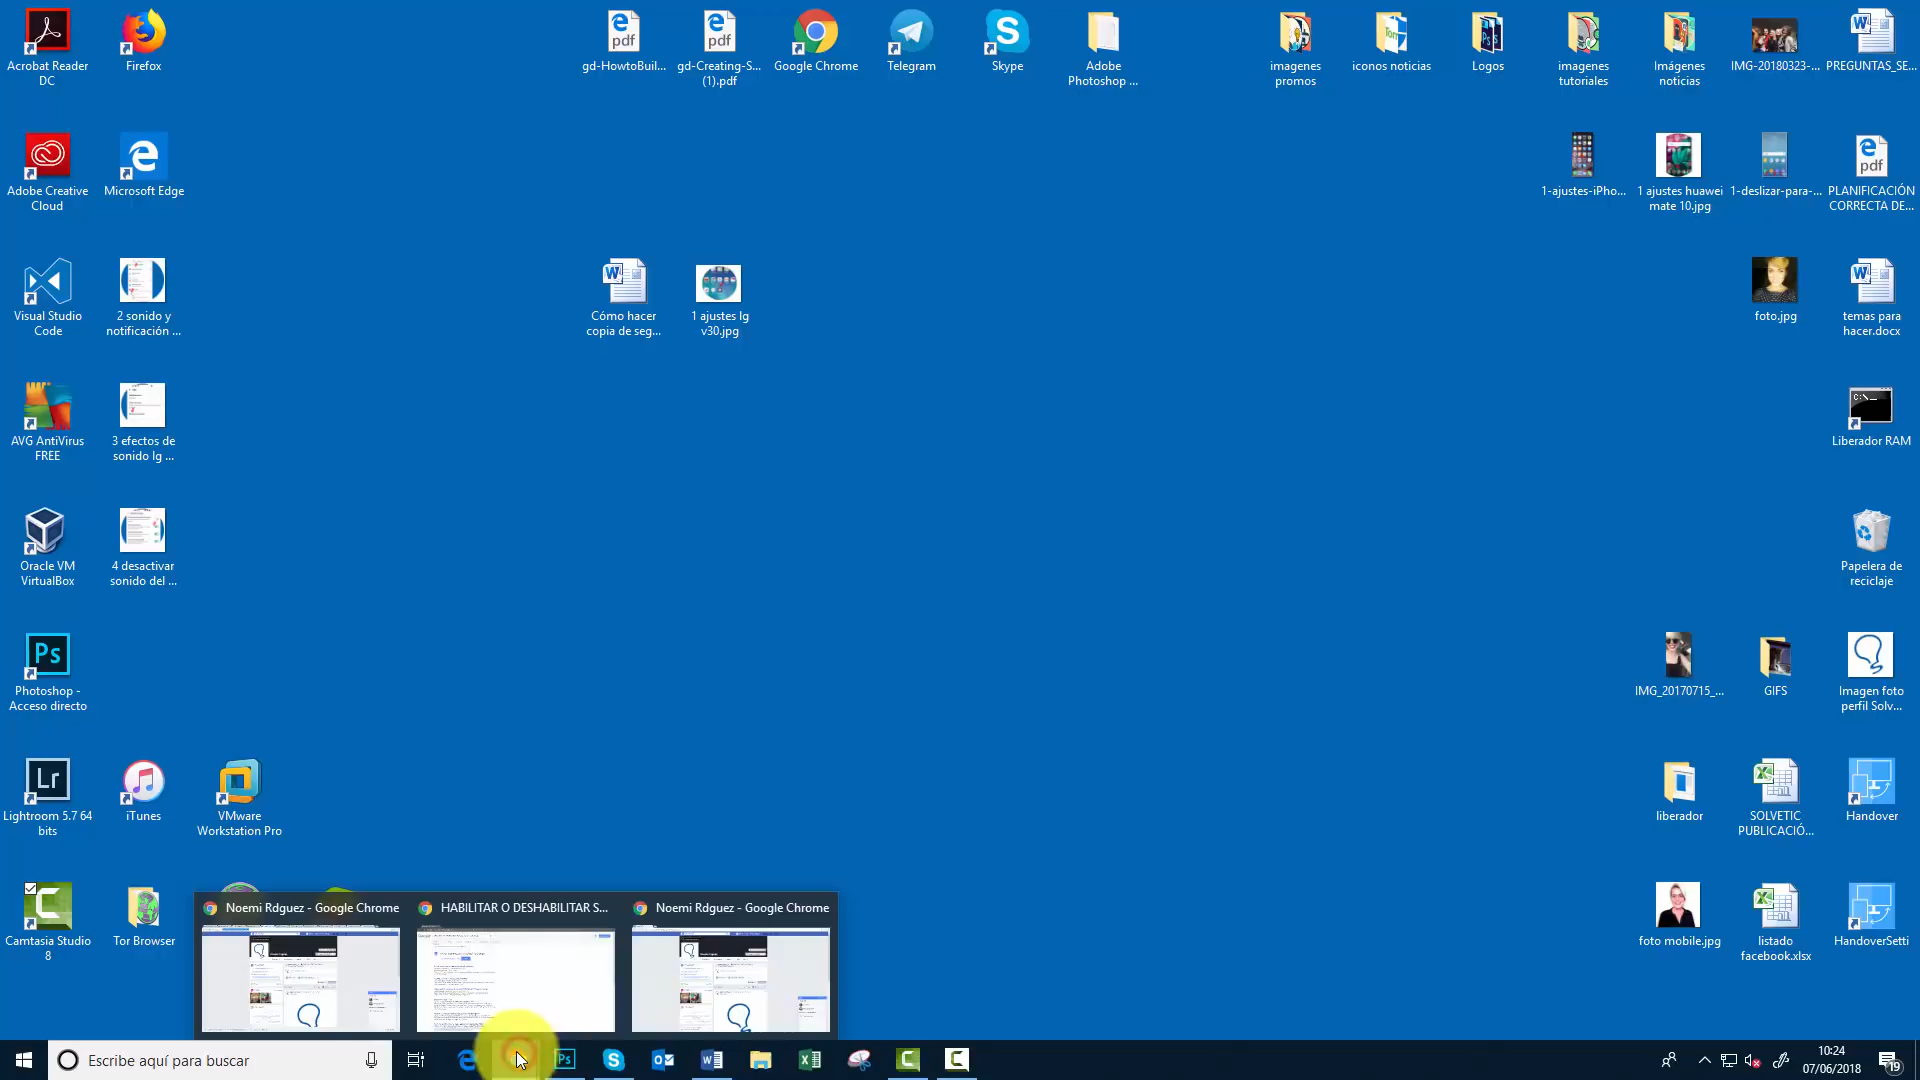 Acrobat Reader
DC
Firefox
gd-HowtoBuil...
gd-Creating-S...
(1).pdf
Google Chrome
Telegram
Skype
Adobe
Photoshop ...
imagenes
promos
iconos noticias
Logos
imagenes
tutoriales
Imágenes
noticias
IMG-20180323-...
PREGUNTAS_SE...
Adobe Creative
Cloud
Microsoft Edge
1-ajustes-iPho...
1 ajustes huawei
mate 10.jpg
1-deslizar-para-...
PLANIFICACIÓN
CORRECTA DE...
Visual Studio
Code
2 sonido y
notificación ...
Cómo hacer
copia de seg...
1 ajustes lg
v30.jpg
foto.jpg
temas para
hacer.docx
AVG AntiVirus
FREE
3 efectos de
sonido lg ...
Liberador RAM
Oracle VM
VirtualBox
4 desactivar
sonido del ...
Papelera de
reciclaje
Photoshop -
Acceso directo
IMG_20170715_...
GIFS
Imagen foto
perfil Solv...
Lightroom 5.7 64
bits
iTunes
VMware
Workstation Pro
liberador
SOLVETIC
PUBLICACIÓ...
Handover
Camtasia Studio
8
Tor Browser
Noemi Rdguez - Google Chrome
HABILITAR O DESHABILITAR S...
Noemi Rdguez - Google Chrome
foto mobile.jpg
listado
facebook.xlsx
HandoverSetti
Escribe aquí para buscar
10:24
07/06/2018
19